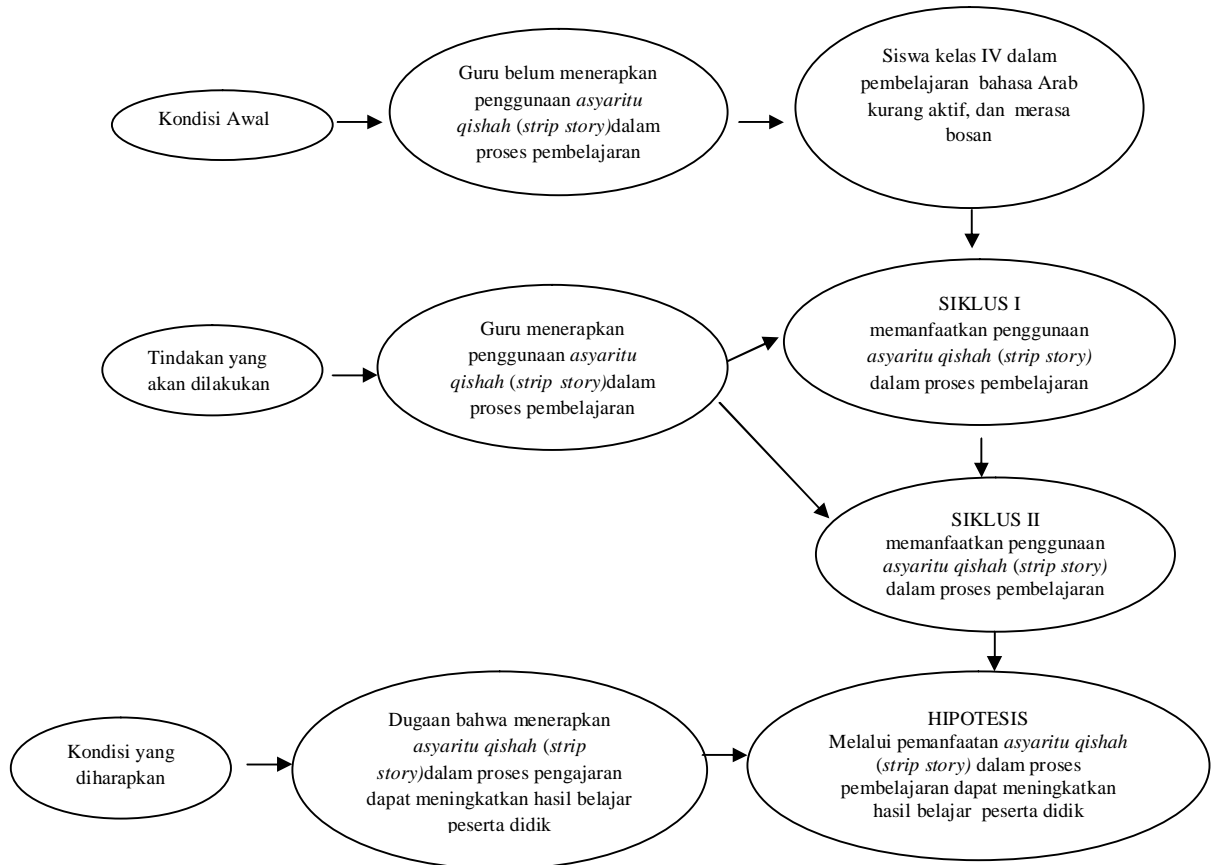 Kondisi Awal
Guru belum menerapkan
penggunaan asyaritu
qishah (strip story)dalam
proses pembelajaran
Siswa kelas IV dalam
pembelajaran bahasa Arab
kurang aktif, dan merasa
bosan
Tindakan yang
akan dilakukan
Guru menerapkan
penggunaan asyaritu
qishah (strip story)dalam
proses pembelajaran
SIKLUS I
memanfaatkan penggunaan
asyaritu qishah (strip story)
dalam proses pembelajaran
SIKLUS II
memanfaatkan penggunaan
asyaritu qishah (strip story)
dalam proses pembelajaran
Kondisi yang
diharapkan
Dugaan bahwa menerapkan
asyaritu qishah (strip
story)dalam proses pengajaran
dapat meningkatkan hasil belajar
peserta didik
HIPOTESIS
Melalui pemanfaatan asyaritu qishah
(strip story) dalam proses
pembelajaran dapat meningkatkan
hasil belajar peserta didik